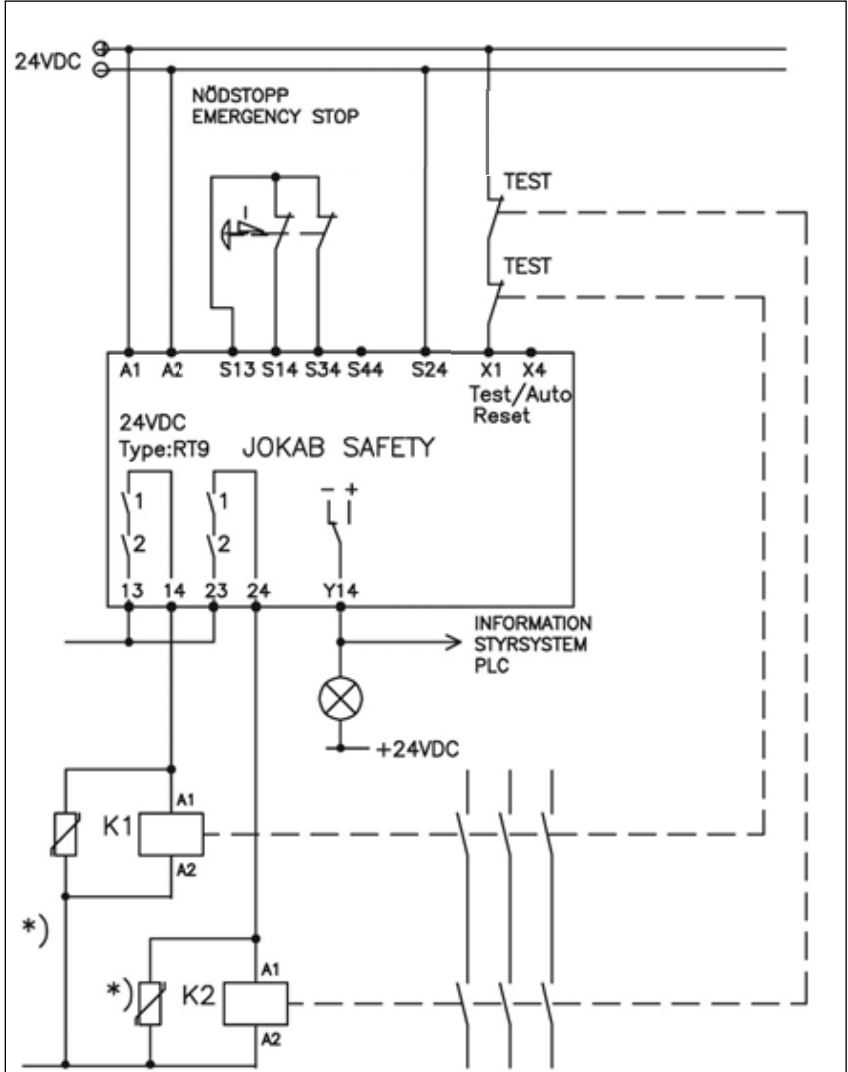 24VDC
NÖDSTOPP
EMERGENCY STOP
TEST
TEST
A1 A2 S13 S14 S34 S44 S24 X1 X4
Test/Auto
Reset
24VDC
Type:RT9 JOKAB SAFETY
- +
1 1
2 2
13 14 23 24 Y14
INFORMATION
STYRSYSTEM
PLC
+24VDC
A1
K1
A2
*)
A1
*) K2
A2